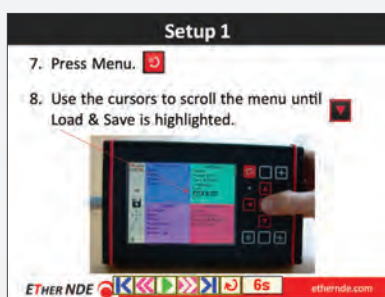 Setup 1
7. Press Menu.
8. Use the cursors to scroll the menu until
Load & Save is highlighted.
ETHER NDE
6s
ethernde.com